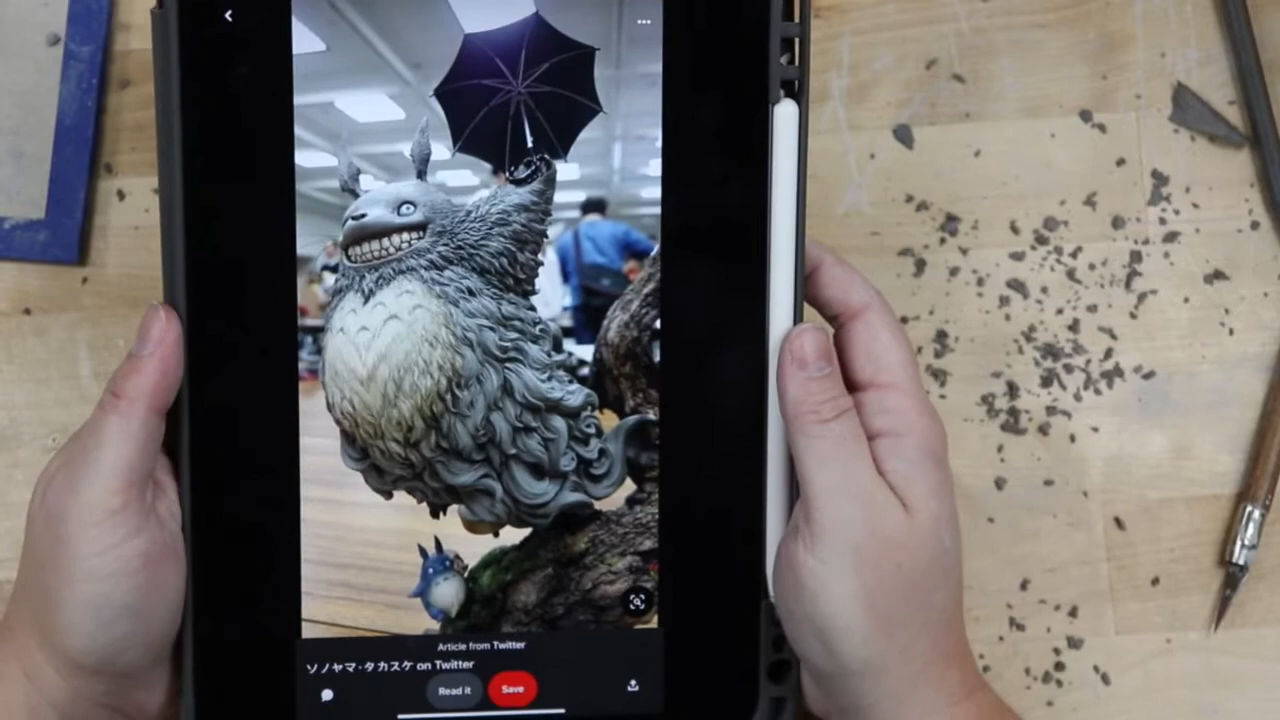 Article from Twitter
ソノヤマ・タカスケ on Twitter
Read it
Save